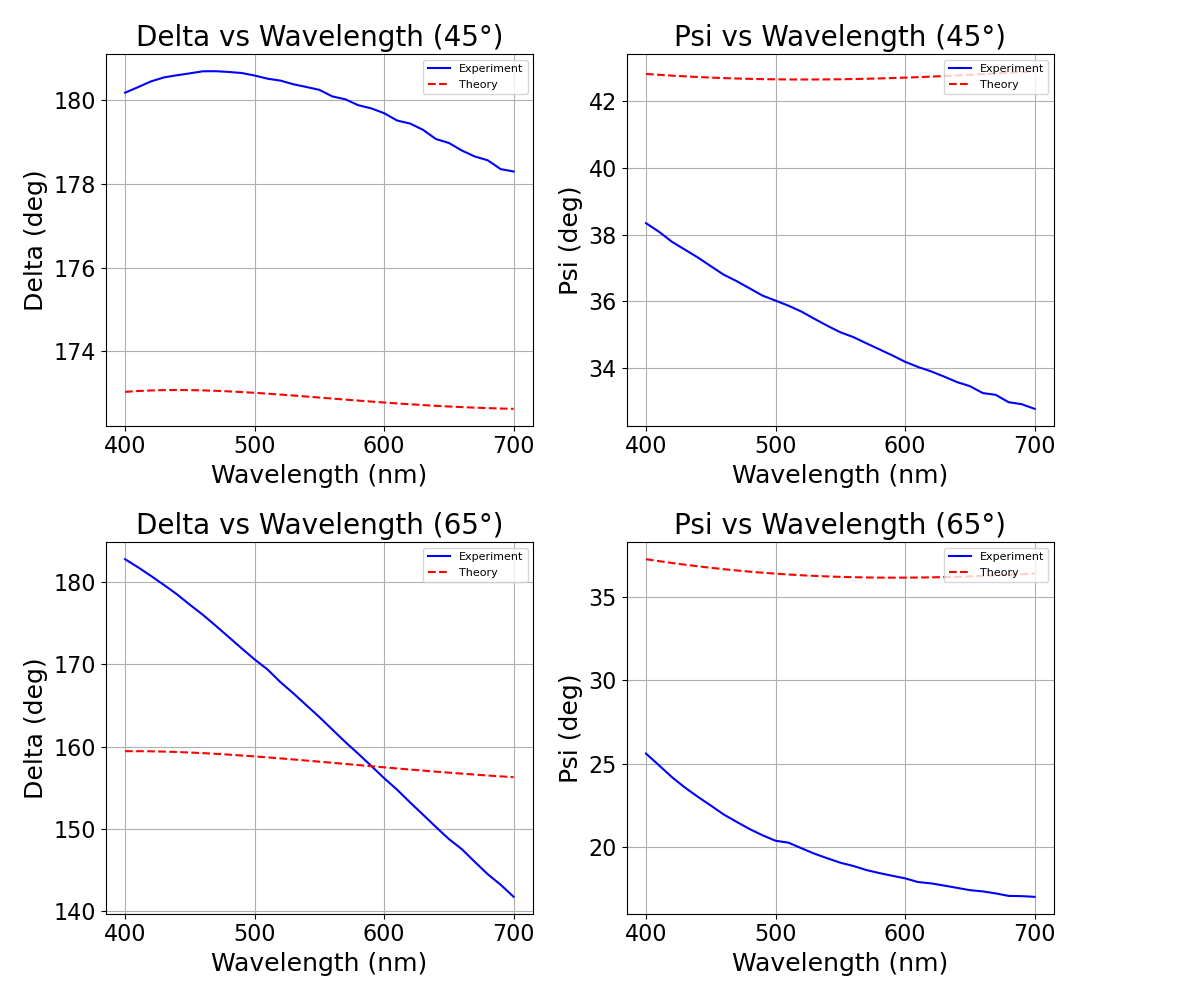 Delta vs Wavelength (45°)
Delta (deg)
180
178
176
174
Experiment
Theory
400 500 600 700
Wavelength (nm)
Psi vs Wavelength (45°)
Psi (deg)
42
40
38
36
34
Experiment
Theory
400 500 600 700
Wavelength (nm)
Delta vs Wavelength (65°)
Delta (deg)
180
170
160
150
140
Experiment
Theory
400 500 600 700
Wavelength (nm)
Psi vs Wavelength (65°)
Psi (deg)
35
30
25
20
Experiment
Theory
400 500 600 700
Wavelength (nm)